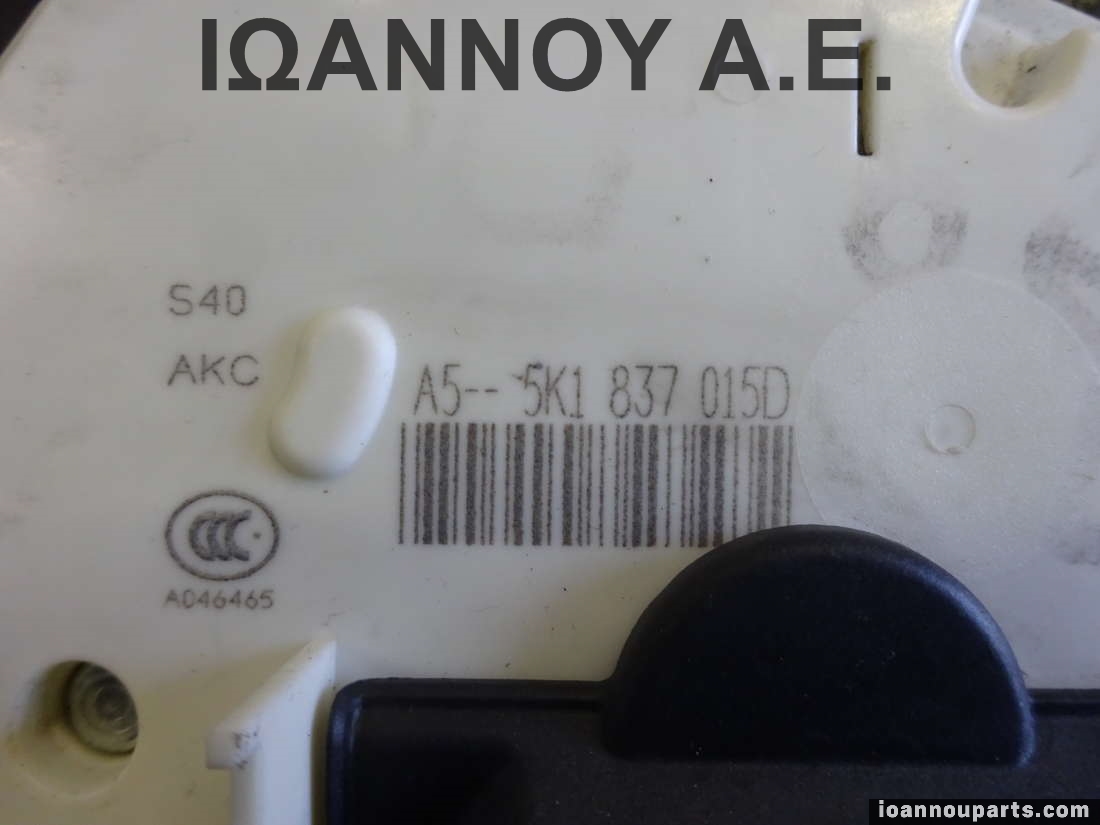 ΙΩΑΝΝΟΥ Α.Ε.
S40
AKC
A5-- 5K1 837 015D
CCC
A046465
ioannouparts.com